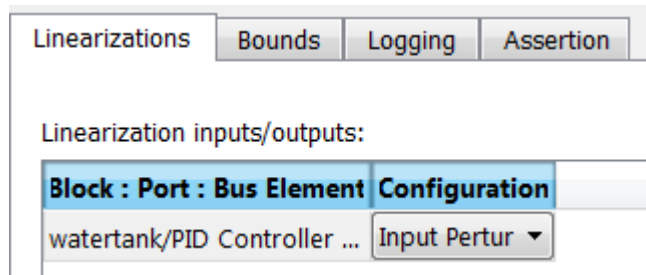 Linearizations Bounds Logging Assertion
Linearization inputs/outputs:
Block : Port : Bus Element Configuration
watertank/PID Controller ... Input Pertur